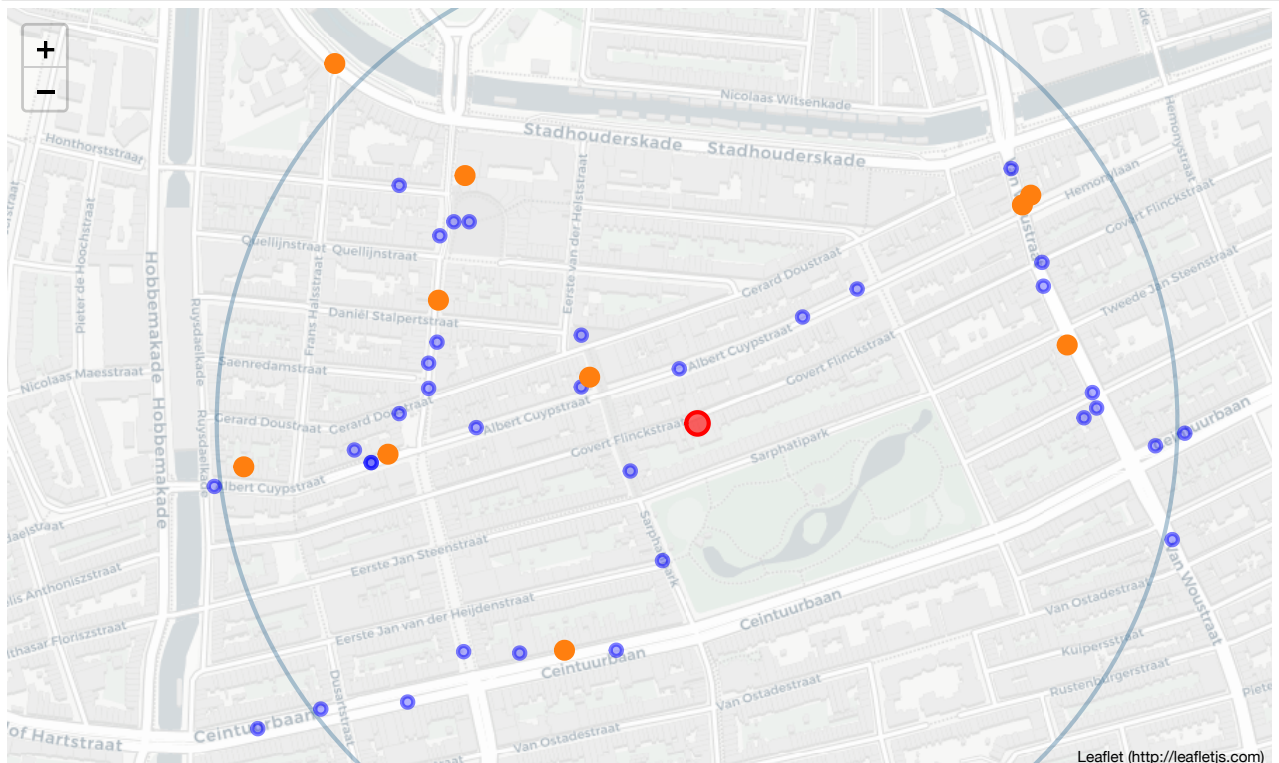 +
−
Nicolaas Witsenkade
Stadhouderskade
Stadhouderskade
Honthorststraat
Hemonystraat
Hemonylaan
Govert Flinckstraat
Pieter de Hoochstraat
Eerste van der Helststraat
Quellijnstraat
Quellijnstraat
Hobbemakade
Gerard Doustraat
Tweede Jan Steenstraat
Frans Halsstraat
Ruysdaelkade
Daniël Stalpertstraat
Albert Cuypstraat
Govert Flinckstraat
Saenredamstraat
Nicolaas Maesstraat
Hobbemakade
Ruysdaelkade
Gerard Doustraat
Gerard Doustraat
Albert Cuypstraat
Govert Flinckstraat
Sarphatipark
Albert Cuypstraat
Eerste Jan Steenstraat
Sarphatipark
Eerste Jan van der Heijdenstraat
Ceintuurbaan
Van Ostadestraat
Jan Woustraat
Kuipersstraat
Rustenburgerstraat
Ceintuurbaan
Dusartstraat
Van Ostadestraat
Ceintuurbaan
of Hartstraat
Van Ostadestraat
Leaflet (http://leafletjs.com)